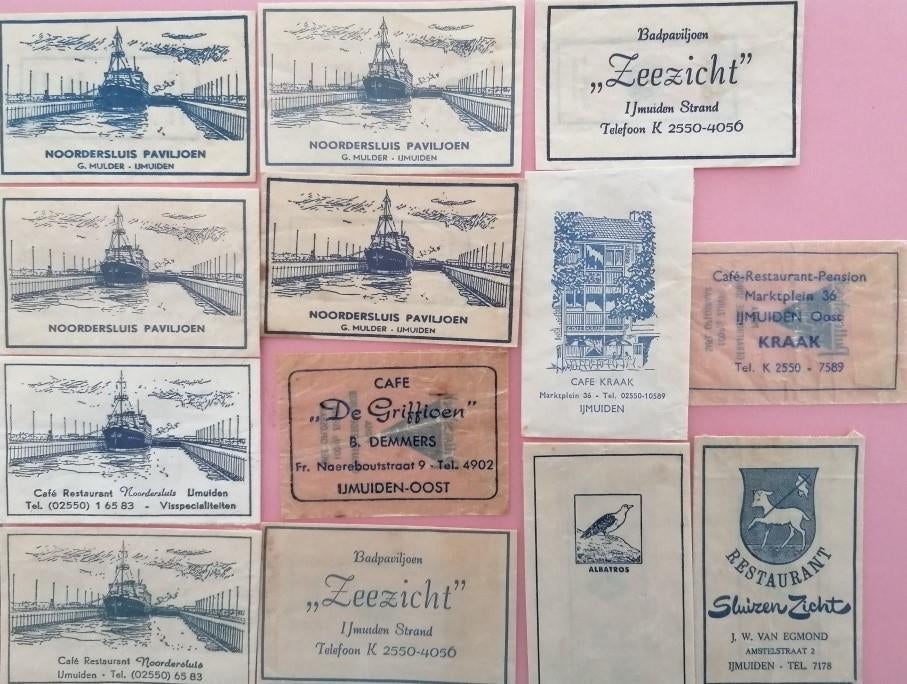 NOORDERSLUIS PAVILJOEN
G. MULDER - IJMUIDEN
NOORDERSLUIS PAVILJOEN
G. MULDER - IJMUIDEN
Badpaviljoen
„Zeezicht”
IJmuiden Strand
Telefoon K 2550-4056
NOORDERSLUIS PAVILJOEN
NOORDERSLUIS PAVILJOEN
G. MULDER - IJMUIDEN
CAFE KRAAK
Marktplein 36 - Tel. 02550-10589
IJMUIDEN
Café-Restaurant-Pension
Marktplein 36
IJMUIDEN Oost
KRAAK
Tel. K 2550 - 7589
Café Restaurant Noordersluis IJmuiden
Tel. (02550) 1 65 83 - Visspecialiteiten
CAFE
„De Griffioen”
B. DEMMERS
Fr. Naereboutstraat 9 - Tel. 4902
IJMUIDEN-OOST
Café Restaurant Noordersluis
IJmuiden - Tel. (02550) 65 83
Badpaviljoen
„Zeezicht”
IJmuiden Strand
Telefoon K 2550-4056
ALBATROS
RESTAURANT
Sluizen Zicht
J. W. VAN EGMOND
AMSTELSTRAAT 2
IJMUIDEN - TEL. 7178